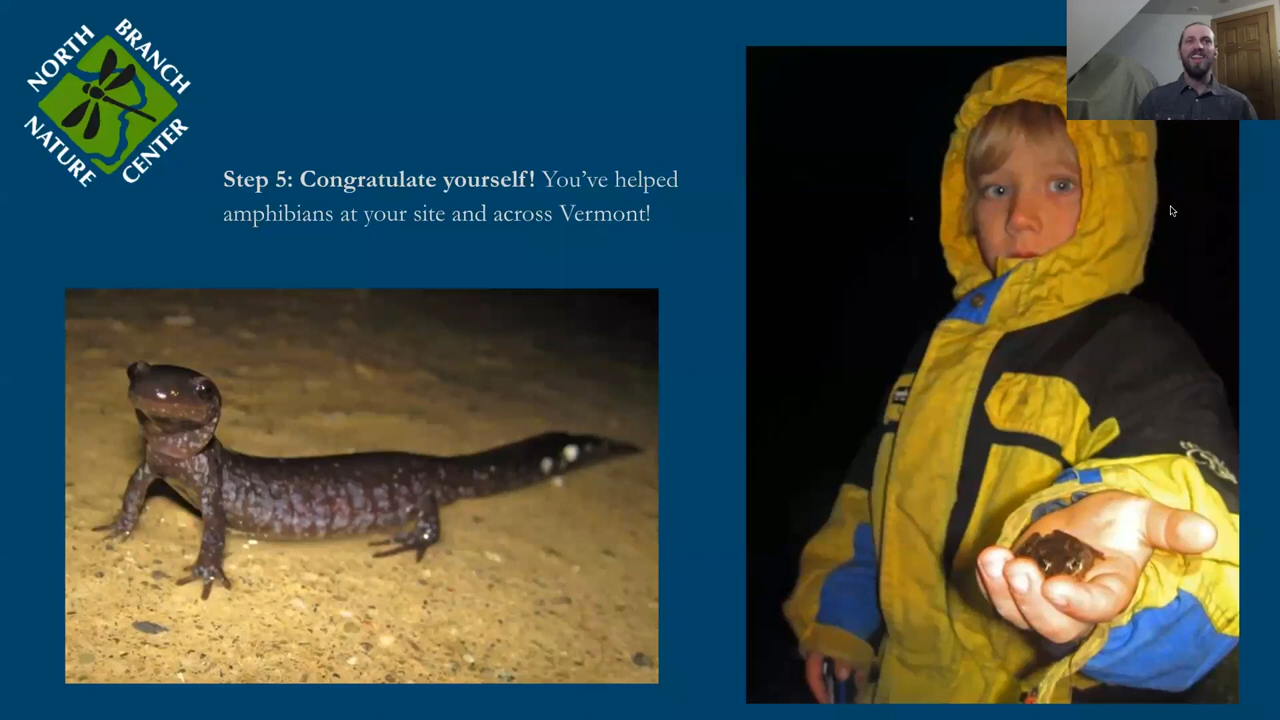 NORTH BRANCH
NATURE CENTER
Step 5: Congratulate yourself! You've helped
amphibians at your site and across Vermont!